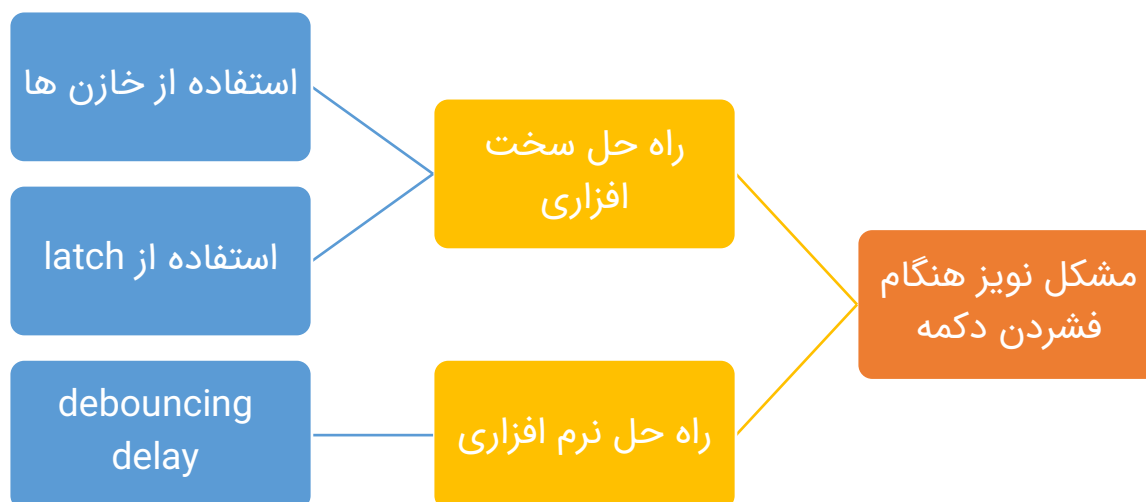 مشکل نویز هنگام
فشردن دکمه
راه حل سخت
افزاری
استفاده از خازن ها
استفاده از latch
راه حل نرم افزاری
debouncing
delay